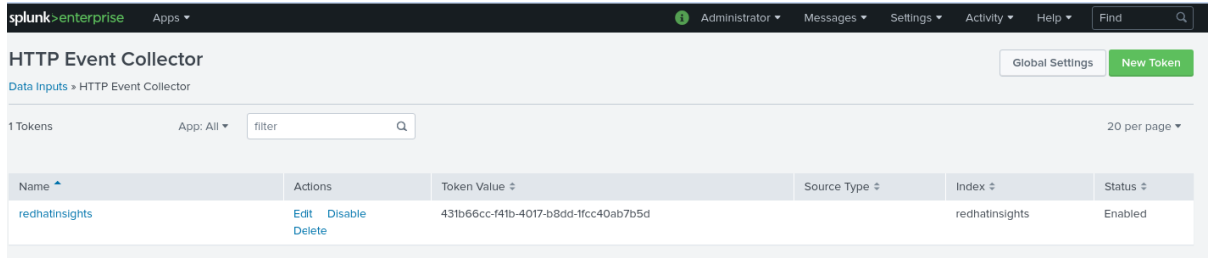 splunk>enterprise Apps Administrator Messages Settings Activity Help Find
HTTP Event Collector
Global Settings New Token
Data Inputs » HTTP Event Collector
1 Tokens App: All filter 20 per page
Name Actions Token Value Source Type Index Status
redhatinsights Edit Disable 431b66cc-f41b-4017-b8dd-1fcc40ab7b5d redhatinsights Enabled
Delete